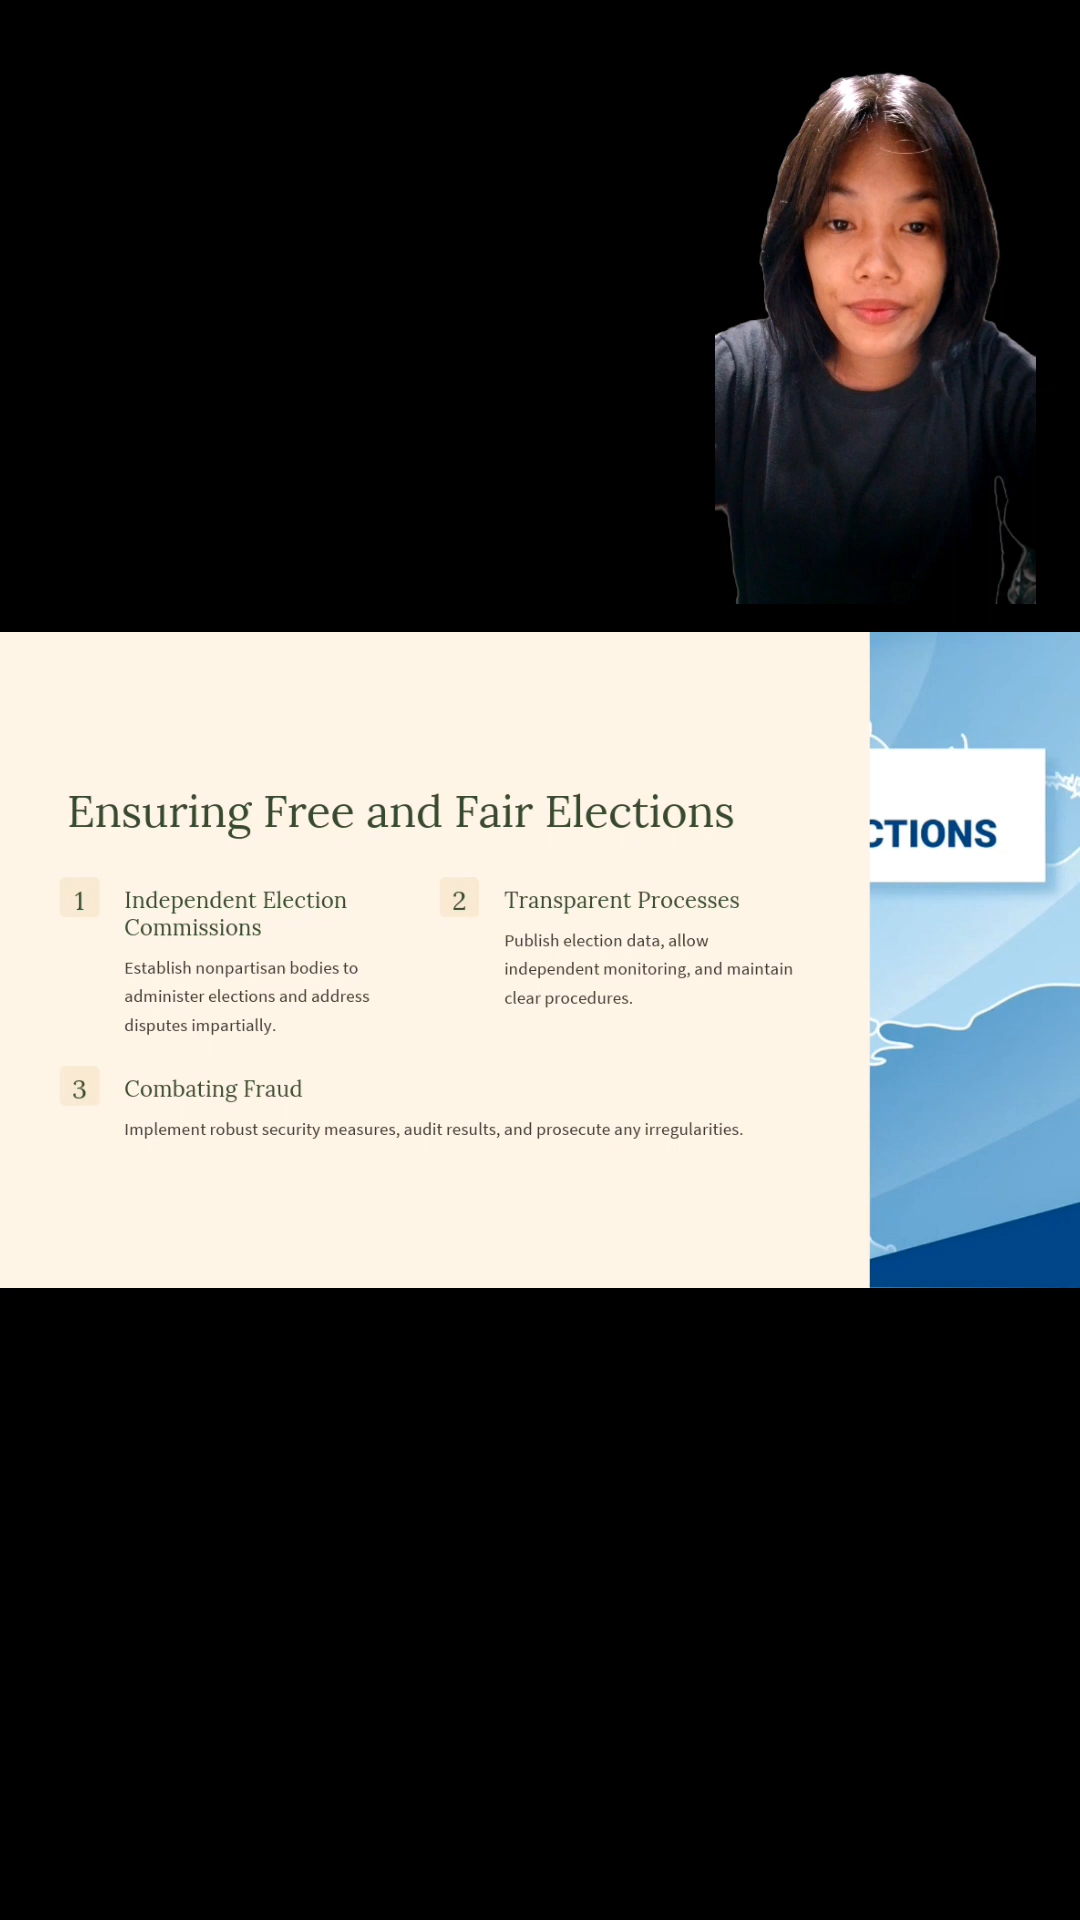 Ensuring Free and Fair Elections
1
Independent Election
Commissions
Establish nonpartisan bodies to
administer elections and address
disputes impartially.
2
Transparent Processes
Publish election data, allow
independent monitoring, and maintain
clear procedures.
3
Combating Fraud
Implement robust security measures, audit results, and prosecute any irregularities.
CTIONS